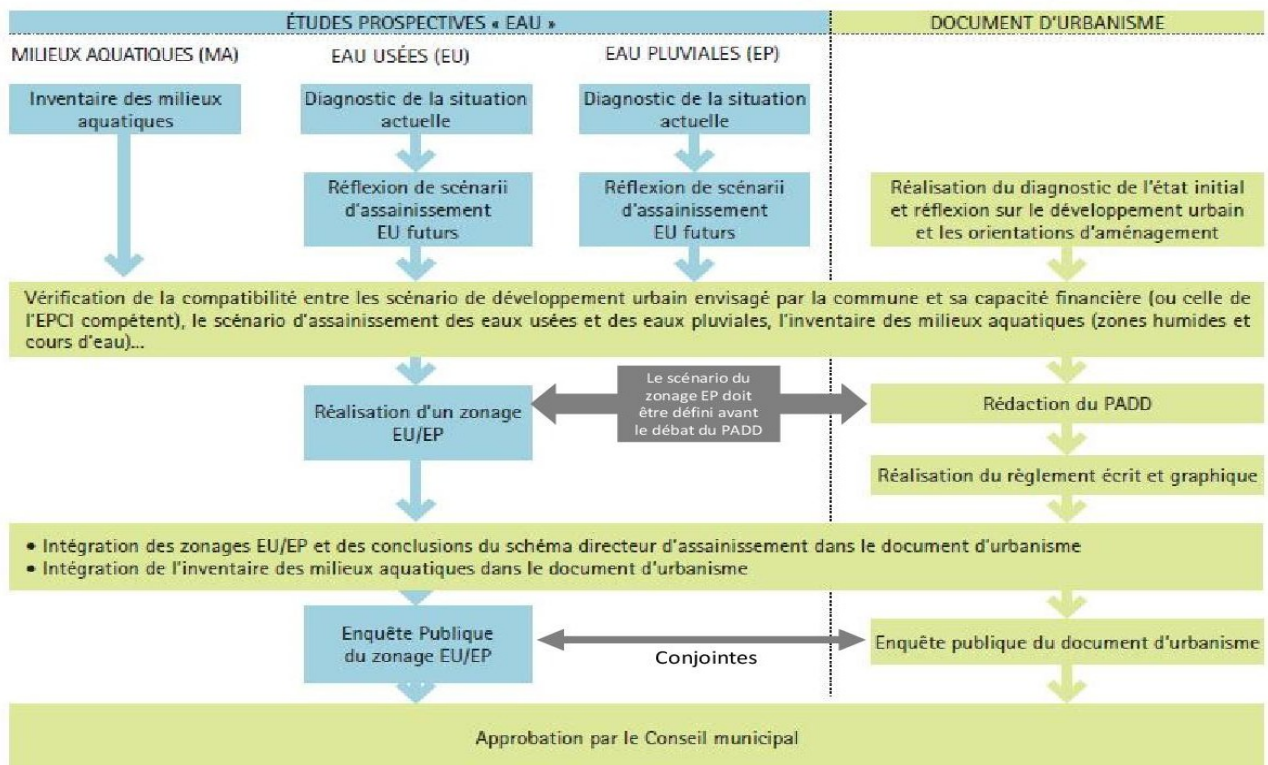 ÉTUDES PROSPECTIVES « EAU »
DOCUMENT D'URBANISME
MILIEUX AQUATIQUES (MA)
EAU USÉES (EU)
EAU PLUVIALES (EP)
Inventaire des milieux
aquatiques
Diagnostic de la situation
actuelle
Diagnostic de la situation
actuelle
Réflexion de scénarii
d'assainissement
EU futurs
Réflexion de scénarii
d'assainissement
EU futurs
Réalisation du diagnostic de l'état initial
et réflexion sur le développement urbain
et les orientations d'aménagement
Vérification de la compatibilité entre les scénario de développement urbain envisagé par la commune et sa capacité financière (ou celle de
l'EPCI compétent), le scénario d'assainissement des eaux usées et des eaux pluviales, l'inventaire des milieux aquatiques (zones humides et
cours d'eau)...
Réalisation d'un zonage
EU/EP
Le scénario du
zonage EP doit
être défini avant
le débat du PADD
Rédaction du PADD
Réalisation du règlement écrit et graphique
• Intégration des zonages EU/EP et des conclusions du schéma directeur d'assainissement dans le document d'urbanisme
• Intégration de l'inventaire des milieux aquatiques dans le document d'urbanisme
Enquête Publique
du zonage EU/EP
Conjointes
Enquête publique du document d'urbanisme
Approbation par le Conseil municipal